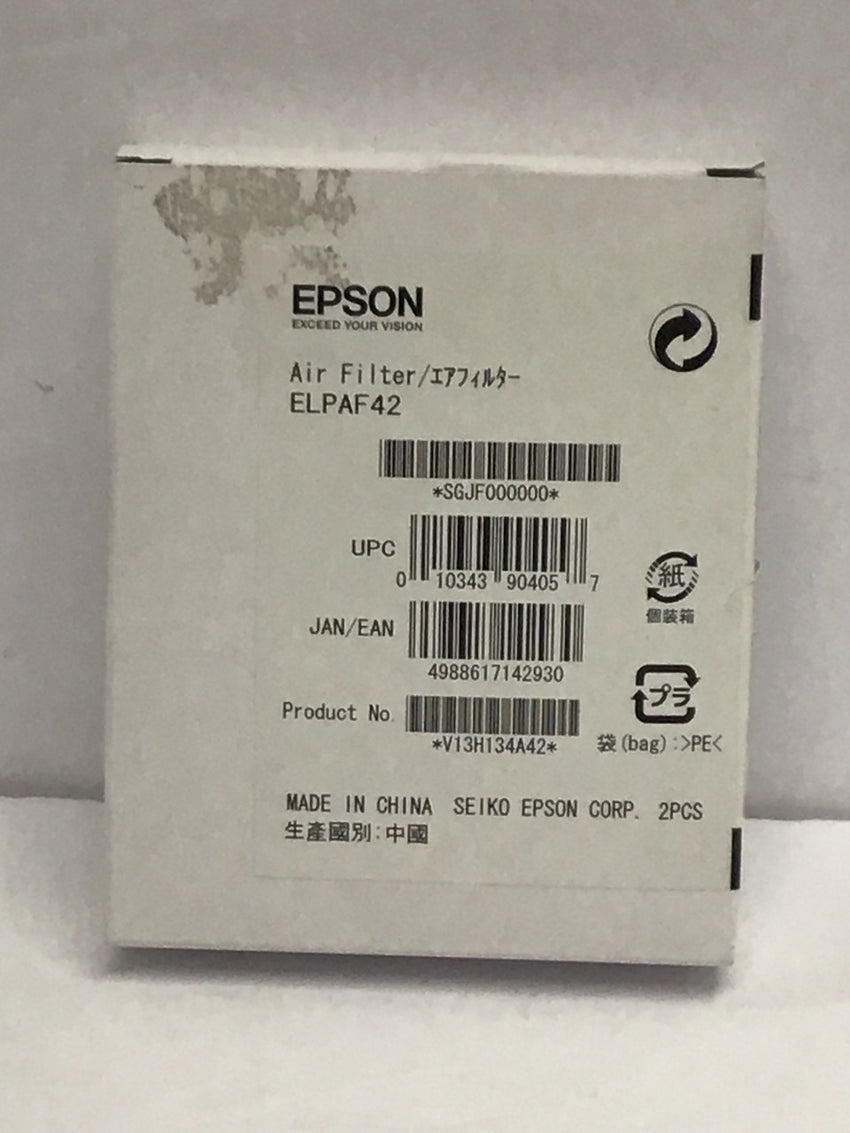 EPSON
EXCEED YOUR VISION
Air Filter/エアフィルター
ELPAF42
*SGJF000000*
UPC
0 10343 90405 7
JAN/EAN
4988617142930
Product No.
*V13H134A42*
紙
個装箱
プラ
袋(bag):>PE<
MADE IN CHINA SEIKO EPSON CORP. 2PCS
生産國別:中國